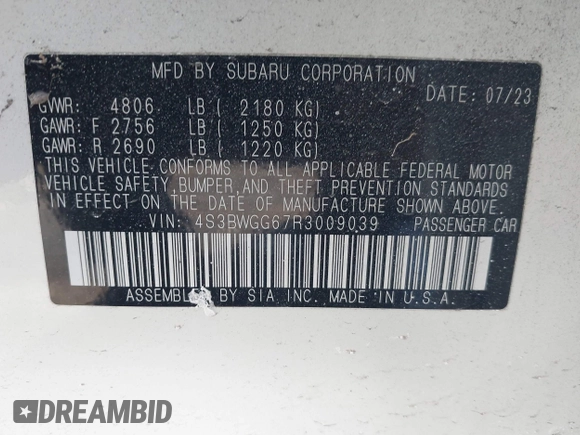 MFD BY SUBARU CORPORATION
DATE: 07/23
GVWR: 4806 LB ( 2180 KG)
GAWR: F 2756 LB ( 1250 KG)
GAWR: R 2690 LB ( 1220 KG)
THIS VEHICLE CONFORMS TO ALL APPLICABLE FEDERAL MOTOR
VEHICLE SAFETY, BUMPER, AND THEFT PREVENTION STANDARDS
IN EFFECT ON THE DATE OF MANUFACTURE SHOWN ABOVE.
VIN: 4S3BWGG67R3009039 PASSENGER CAR
ASSEMBLED BY SIA INC. MADE IN U.S.A.
DREAMBID